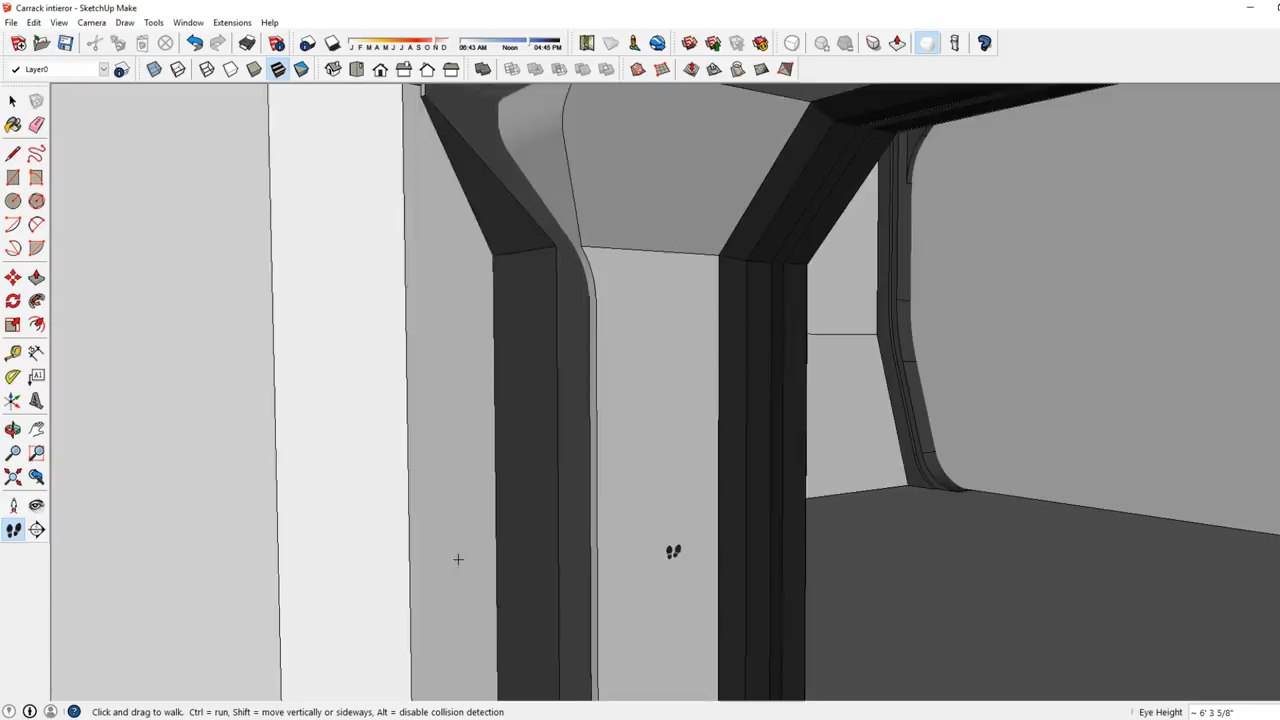 Carrack intieror - SketchUp Make
File Edit View Camera Draw Tools Window Extensions Help
J F M A M J J A S O N D 06:43 AM Noon 04:45 PM
Layer0
A1
Click and drag to walk. Ctrl = run, Shift = move vertically or sideways, Alt = disable collision detection Eye Height ~ 6' 3 5/8"